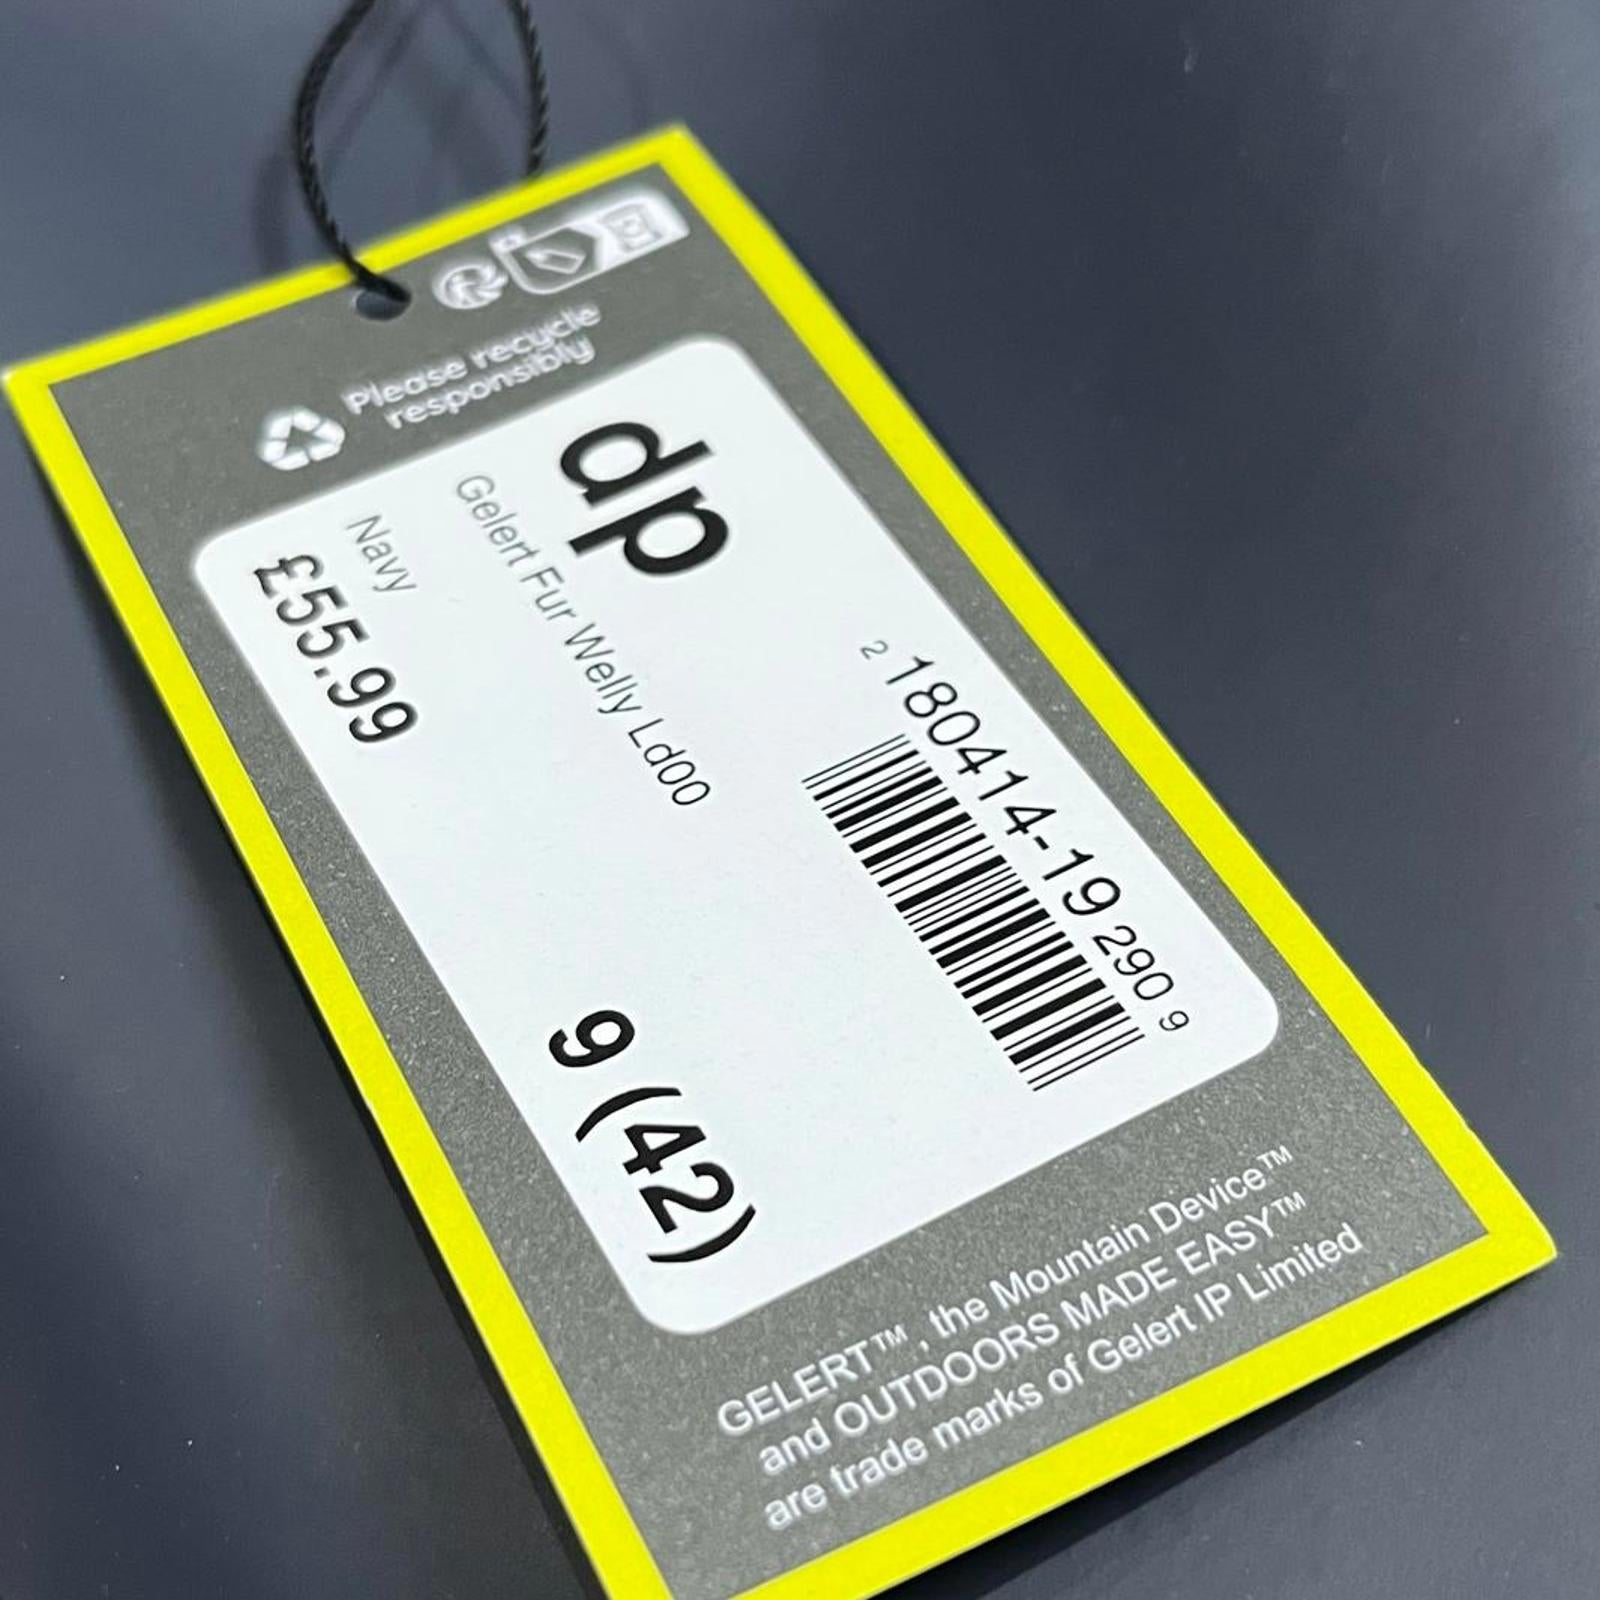 Please recycle
responsibly
dp
Gelert Fur Welly Ld00
Navy
£55.99
2 180414-19 290 9
9 (42)
GELERT™, the Mountain Device™
and OUTDOORS MADE EASY™
are trade marks of Gelert IP Limited